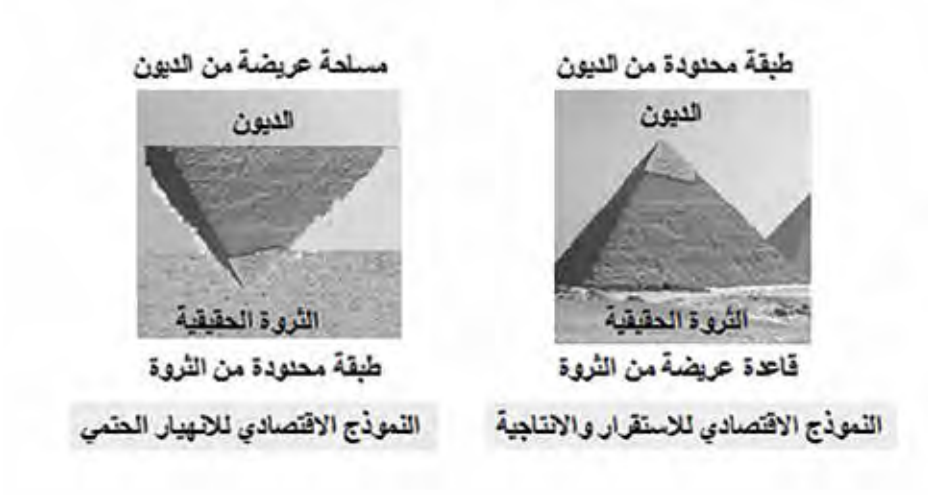 طبقة محدودة من الديون
الديون
الثروة الحقيقية
قاعدة عريضة من الثروة
النموذج الاقتصادي للاستقرار والانتاجية
مساحة عريضة من الديون
الديون
الثروة الحقيقية
طبقة محدودة من الثروة
النموذج الاقتصادي للانهيار الحتمي